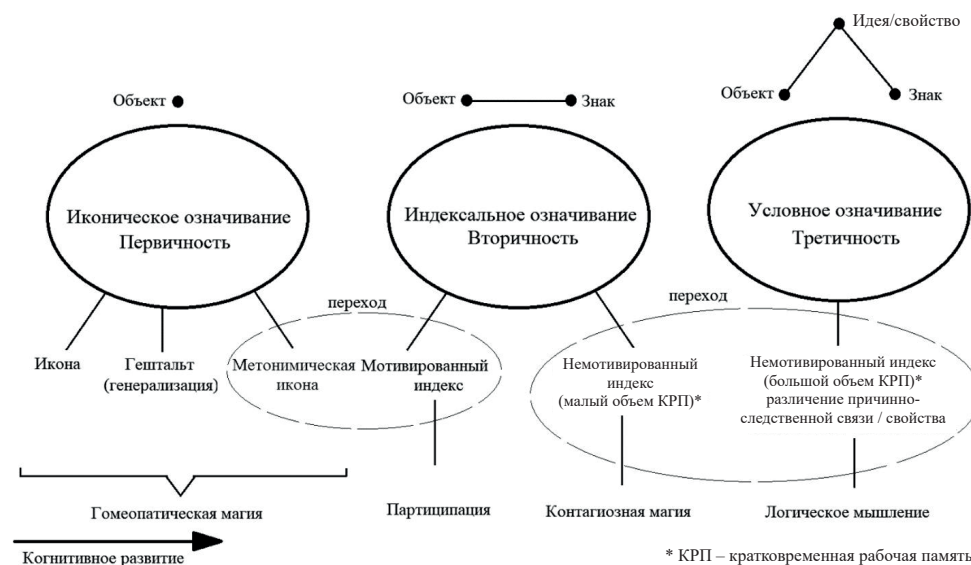 Идея/свойство
Объект
Объект
Знак
Объект
Знак
Иконическое означивание
Первичность
Индексальное означивание
Вторичность
Условное означивание
Третичность
переход
переход
Икона
Гештальт
(генерализация)
Метонимическая
икона
Мотивированный
индекс
Немотивированный
индекс
(малый объем КРП)*
Немотивированный индекс
(большой объем КРП)*
различение причинно-
следственной связи / свойства
Гомеопатическая магия
Партиципация
Контагиозная магия
Логическое мышление
Когнитивное развитие
* КРП – кратковременная рабочая память